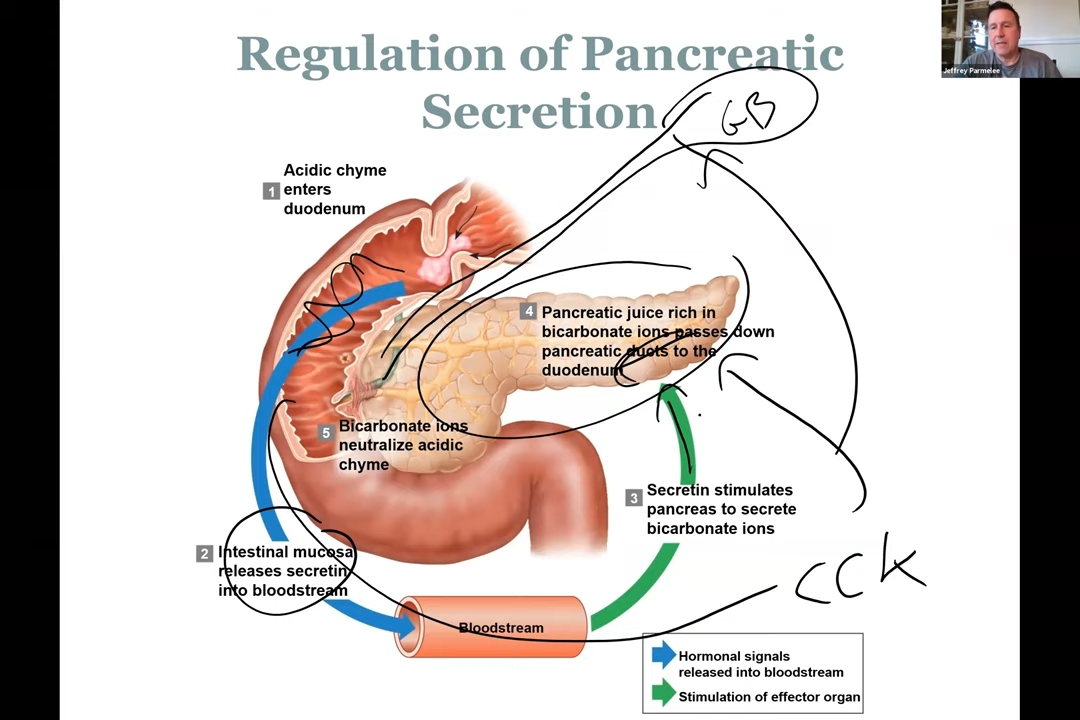 Regulation of Pancreatic
Secretion
Jeffrey Parmelee
GB
1
Acidic chyme
enters
duodenum
4
Pancreatic juice rich in
bicarbonate ions passes down
pancreatic ducts to the
duodenum
5
Bicarbonate ions
neutralize acidic
chyme
3
Secretin stimulates
pancreas to secrete
bicarbonate ions
2
Intestinal mucosa
releases secretin
into bloodstream
CCK
Bloodstream
Hormonal signals
released into bloodstream
Stimulation of effector organ